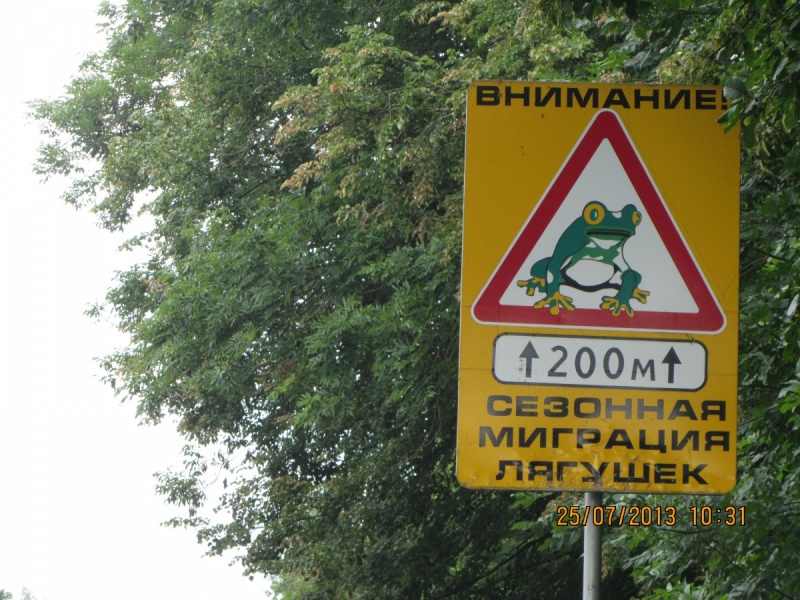 ВНИМАНИЕ!
↑200м↑
СЕЗОННАЯ
МИГРАЦИЯ
ЛЯГУШЕК
25/07/2013 10:31